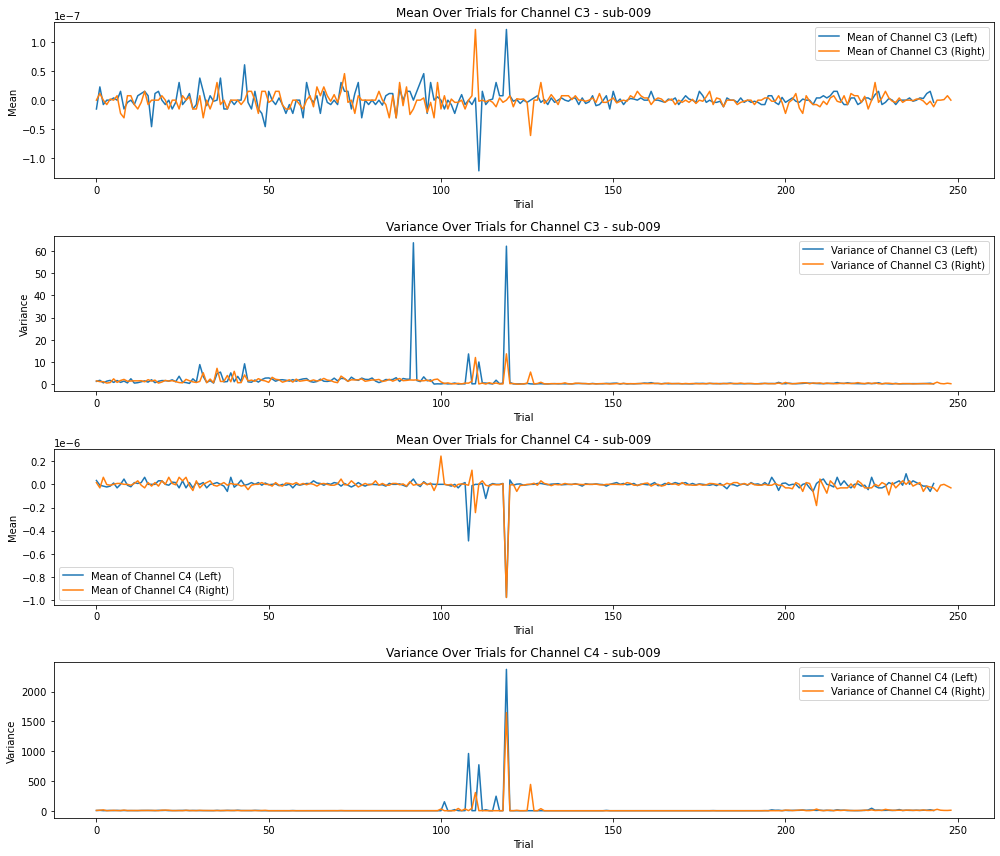 Mean Over Trials for Channel C3 - sub-009
1e−7
Mean of Channel C3 (Left)
Mean of Channel C3 (Right)
1.0
0.5
0.0
−0.5
−1.0
Mean
0 50 100 150 200 250
Trial
Variance Over Trials for Channel C3 - sub-009
Variance of Channel C3 (Left)
Variance of Channel C3 (Right)
60
50
40
30
20
10
0
Variance
0 50 100 150 200 250
Trial
Mean Over Trials for Channel C4 - sub-009
1e−6
0.2
0.0
−0.2
−0.4
−0.6
−0.8
−1.0
Mean
Mean of Channel C4 (Left)
Mean of Channel C4 (Right)
0 50 100 150 200 250
Trial
Variance Over Trials for Channel C4 - sub-009
Variance of Channel C4 (Left)
Variance of Channel C4 (Right)
2000
1500
1000
500
0
Variance
0 50 100 150 200 250
Trial